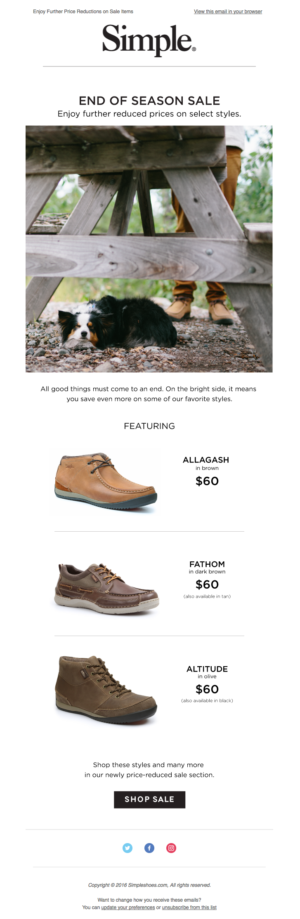 Enjoy Further Price Reductions on Sale Items
View this email in your browser
Simple®
END OF SEASON SALE
Enjoy further reduced prices on select styles.
All good things must come to an end. On the bright side, it means
you save even more on some of our favorite styles.
FEATURING
ALLAGASH
in brown
$60
FATHOM
in dark brown
$60
(also available in tan)
ALTITUDE
in olive
$60
(also available in black)
Shop these styles and many more
in our newly price-reduced sale section.
SHOP SALE
Copyright © 2016 Simpleshoes.com, All rights reserved.
Want to change how you receive these emails?
You can update your preferences or unsubscribe from this list